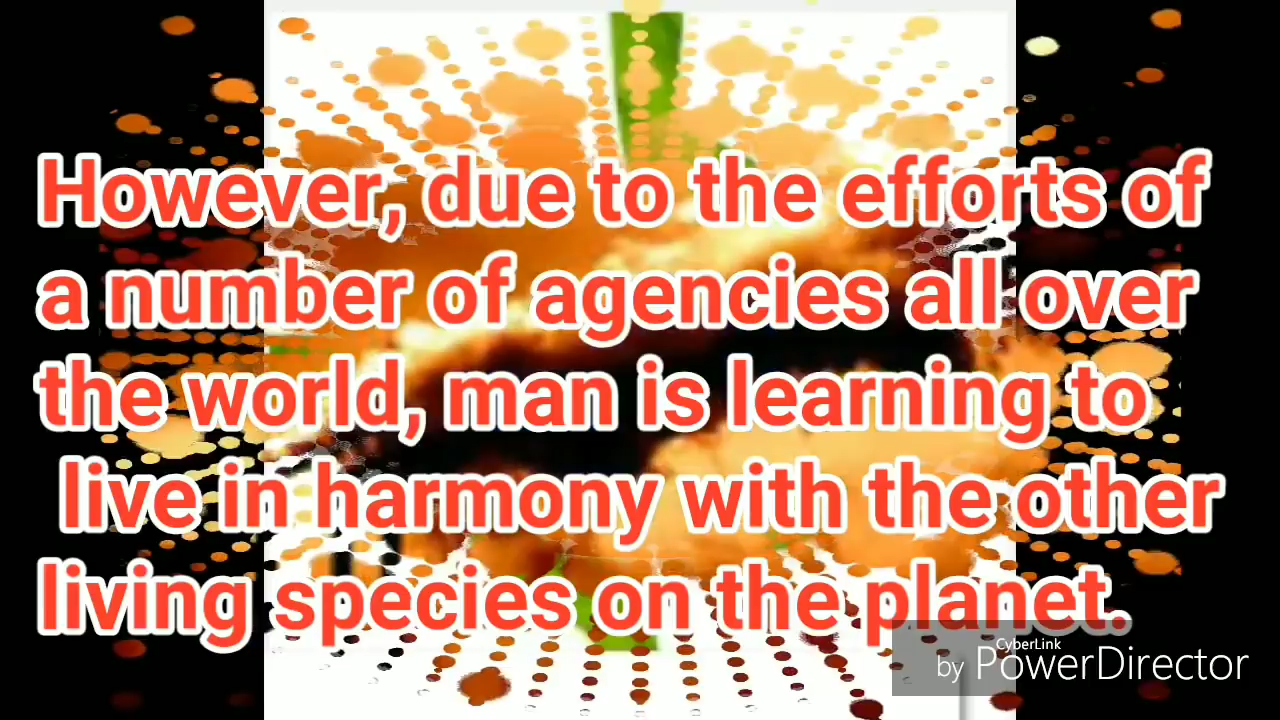 However, due to the efforts of
a number of agencies all over
the world, man is learning to
live in harmony with the other
living species on the planet.
CyberLink
by PowerDirector